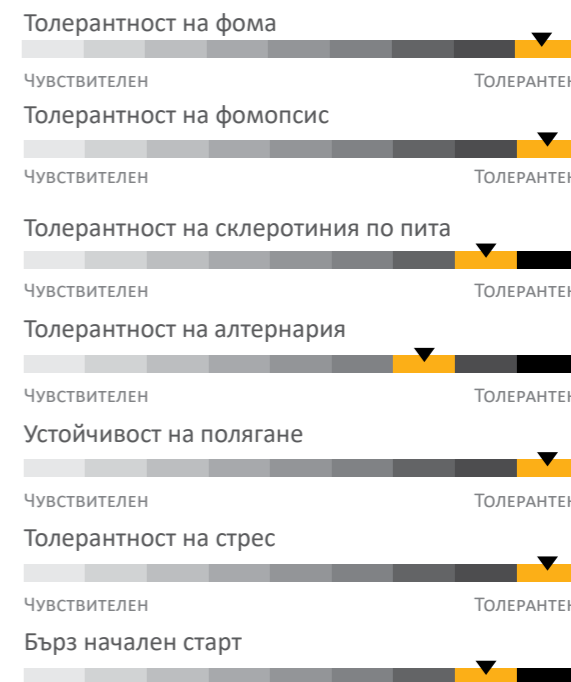 Толерантност на фома
Чувствителен Толерантен
Толерантност на фомопсис
Чувствителен Толерантен
Толерантност на склеротиния по пита
Чувствителен Толерантен
Толерантност на алтернария
Чувствителен Толерантен
Устойчивост на полягане
Чувствителен Толерантен
Толерантност на стрес
Чувствителен Толерантен
Бърз начален старт